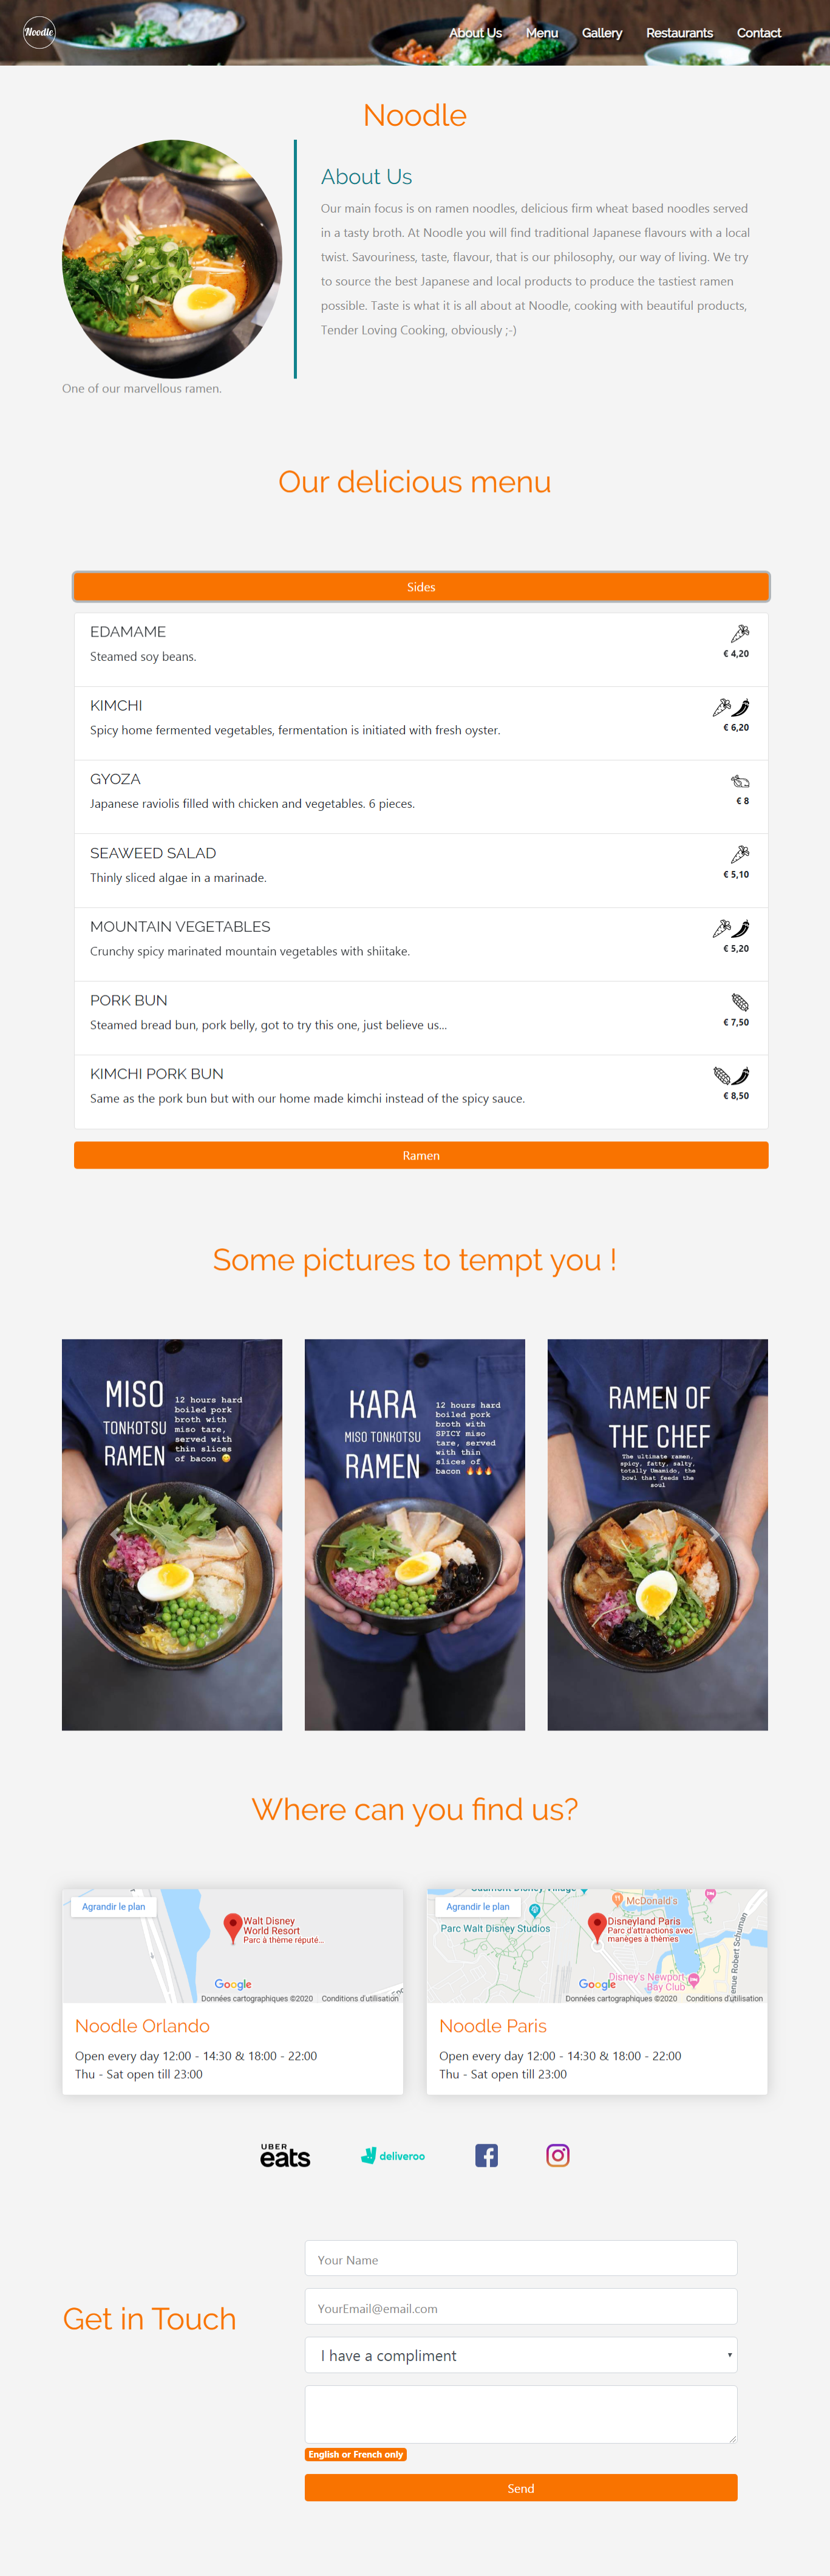 Noodle
About Us
Menu
Gallery
Restaurants
Contact
Noodle
About Us
Our main focus is on ramen noodles, delicious firm wheat based noodles served
in a tasty broth. At Noodle you will find traditional Japanese flavours with a local
twist. Savouriness, taste, flavour, that is our philosophy, our way of living. We try
to source the best Japanese and local products to produce the tastiest ramen
possible. Taste is what it is all about at Noodle, cooking with beautiful products,
Tender Loving Cooking, obviously ;-)
One of our marvellous ramen.
Our delicious menu
Sides
EDAMAME
Steamed soy beans.
€ 4,20
KIMCHI
Spicy home fermented vegetables, fermentation is initiated with fresh oyster.
€ 6,20
GYOZA
Japanese raviolis filled with chicken and vegetables. 6 pieces.
€ 8
SEAWEED SALAD
Thinly sliced algae in a marinade.
€ 5,10
MOUNTAIN VEGETABLES
Crunchy spicy marinated mountain vegetables with shiitake.
€ 5,20
PORK BUN
Steamed bread bun, pork belly, got to try this one, just believe us...
€ 7,50
KIMCHI PORK BUN
Same as the pork bun but with our home made kimchi instead of the spicy sauce.
€ 8,50
Ramen
Some pictures to tempt you !
MISO
TONKOTSU
RAMEN
12 hours hard
boiled pork
broth with
miso tare,
served with
thin slices
of bacon 😋
KARA
MISO TONKOTSU
RAMEN
12 hours hard
boiled pork
broth with
SPICY miso
tare, served
with thin
slices of
bacon 🔥🔥🔥
RAMEN OF
THE CHEF
The ultimate ramen,
spicy, fatty, salty,
totally Umamido, the
bowl that feeds the
soul
Where can you find us?
Agrandir le plan
Walt Disney
World Resort
Parc à thème réputé...
Google
Données cartographiques ©2020
Conditions d'utilisation
Noodle Orlando
Open every day 12:00 - 14:30 & 18:00 - 22:00
Thu - Sat open till 23:00
Disney Village
Agrandir le plan
McDonald's
Parc Walt Disney Studios
Disneyland Paris
Parc d'attractions avec
manèges à thèmes
Disney's Newport
Bay Club
enue Robert Schuman
Google
Données cartographiques ©2020
Conditions d'utilisation
Noodle Paris
Open every day 12:00 - 14:30 & 18:00 - 22:00
Thu - Sat open till 23:00
UBER
eats
deliveroo
Get in Touch
Your Name
YourEmail@email.com
I have a compliment
English or French only
Send